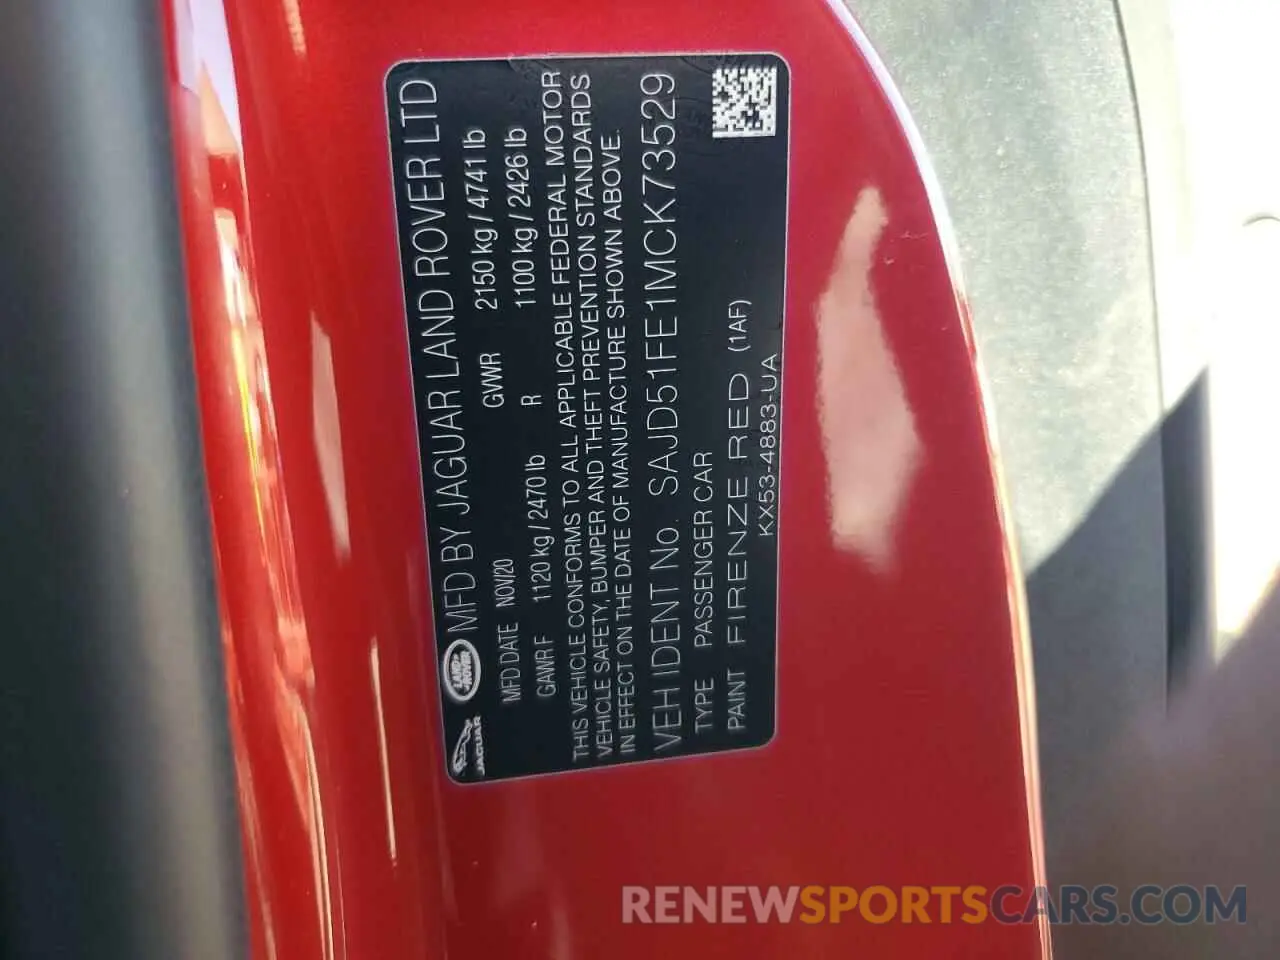 JAGUAR
LAND ROVER
MFD BY JAGUAR LAND ROVER LTD
MFD DATE NOV/20 GVWR 2150 kg / 4741 lb
GAWR F 1120 kg / 2470 lb R 1100 kg / 2426 lb
THIS VEHICLE CONFORMS TO ALL APPLICABLE FEDERAL MOTOR
VEHICLE SAFETY, BUMPER AND THEFT PREVENTION STANDARDS
IN EFFECT ON THE DATE OF MANUFACTURE SHOWN ABOVE.
VEH IDENT No. SAJD51FE1MCK73529
TYPE PASSENGER CAR
PAINT FIRENZE RED (1AF)
KX53-4883-UA
RENEWSPORTSCARS.COM